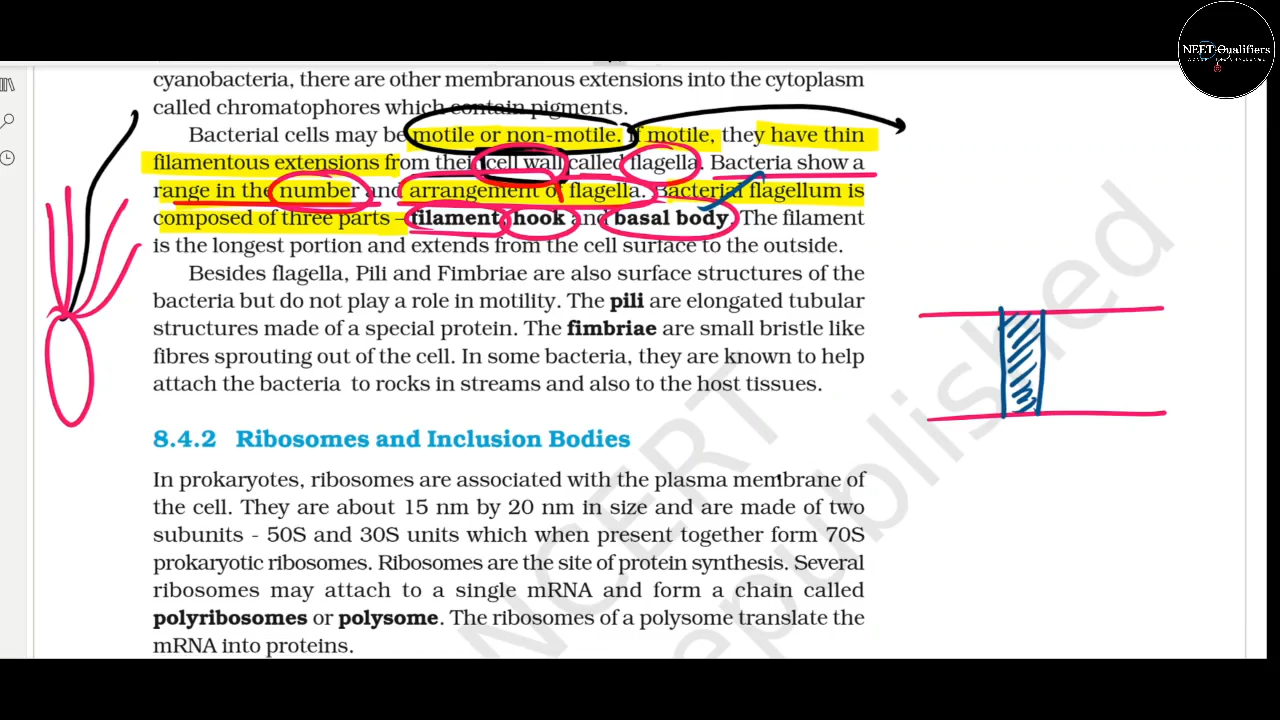 NEET Qualifiers
cyanobacteria, there are other membranous extensions into the cytoplasm
called chromatophores which contain pigments.
Bacterial cells may be motile or non-motile. If motile, they have thin
filamentous extensions from their cell wall called flagella. Bacteria show a
range in the number and arrangement of flagella. Bacterial flagellum is
composed of three parts – filament, hook and basal body. The filament
is the longest portion and extends from the cell surface to the outside.
Besides flagella, Pili and Fimbriae are also surface structures of the
bacteria but do not play a role in motility. The pili are elongated tubular
structures made of a special protein. The fimbriae are small bristle like
fibres sprouting out of the cell. In some bacteria, they are known to help
attach the bacteria to rocks in streams and also to the host tissues.
8.4.2 Ribosomes and Inclusion Bodies
In prokaryotes, ribosomes are associated with the plasma membrane of
the cell. They are about 15 nm by 20 nm in size and are made of two
subunits - 50S and 30S units which when present together form 70S
prokaryotic ribosomes. Ribosomes are the site of protein synthesis. Several
ribosomes may attach to a single mRNA and form a chain called
polyribosomes or polysome. The ribosomes of a polysome translate the
mRNA into proteins.
NCERT
republished